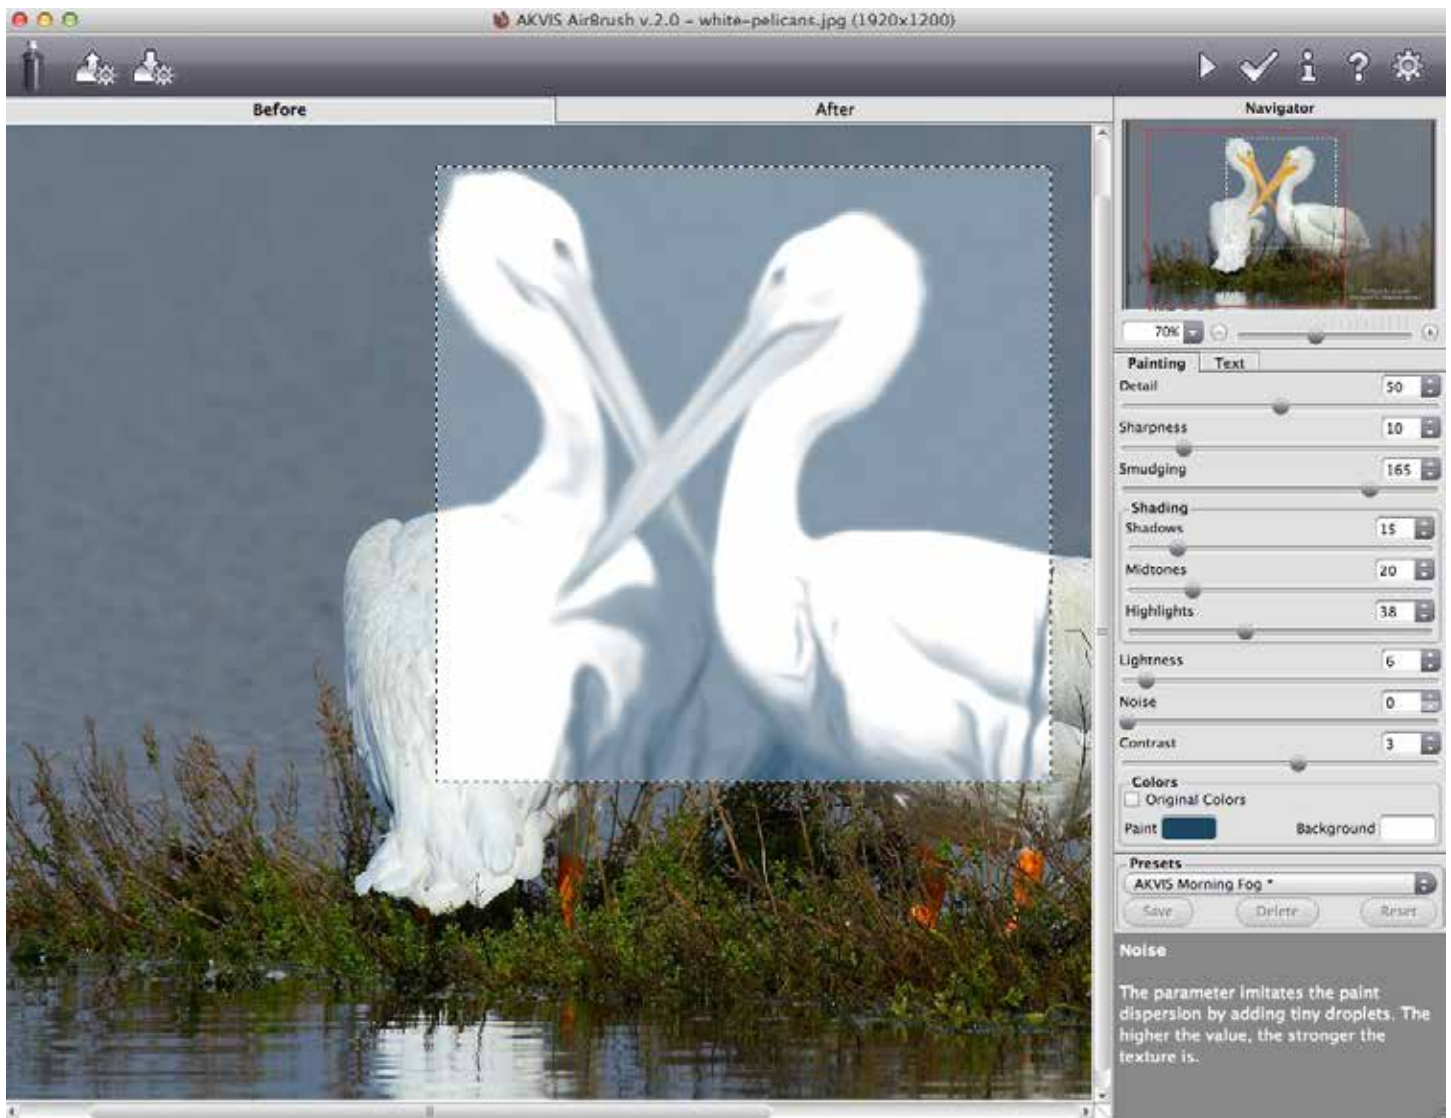 AKVIS AirBrush v.2.0 – white-pelicans.jpg (1920x1200)
Before
After
Navigator
70%
Painting
Text
Detail
50
Sharpness
10
Smudging
165
Shading
Shadows
15
Midtones
20
Highlights
38
Lightness
6
Noise
0
Contrast
3
Colors
Original Colors
Paint
Background
Presets
AKVIS Morning Fog *
Save
Delete
Reset
Noise
The parameter imitates the paint
dispersion by adding tiny droplets. The
higher the value, the stronger the
texture is.